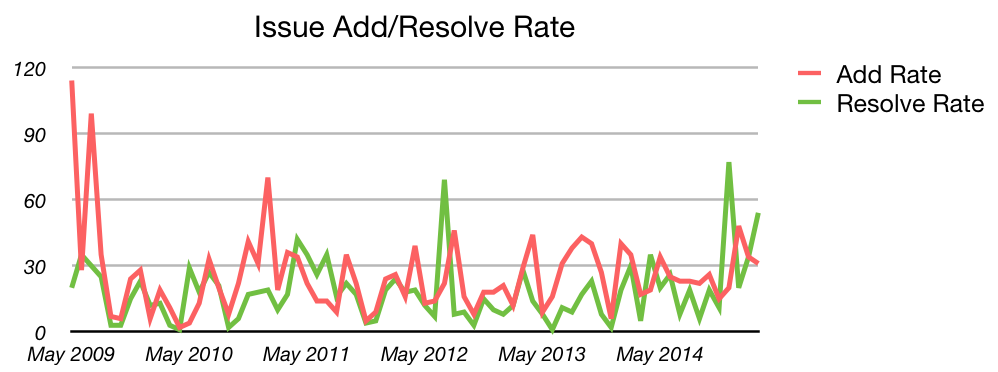 Issue Add/Resolve Rate
120
90
60
30
0
May 2009 May 2010 May 2011 May 2012 May 2013 May 2014
Add Rate
Resolve Rate